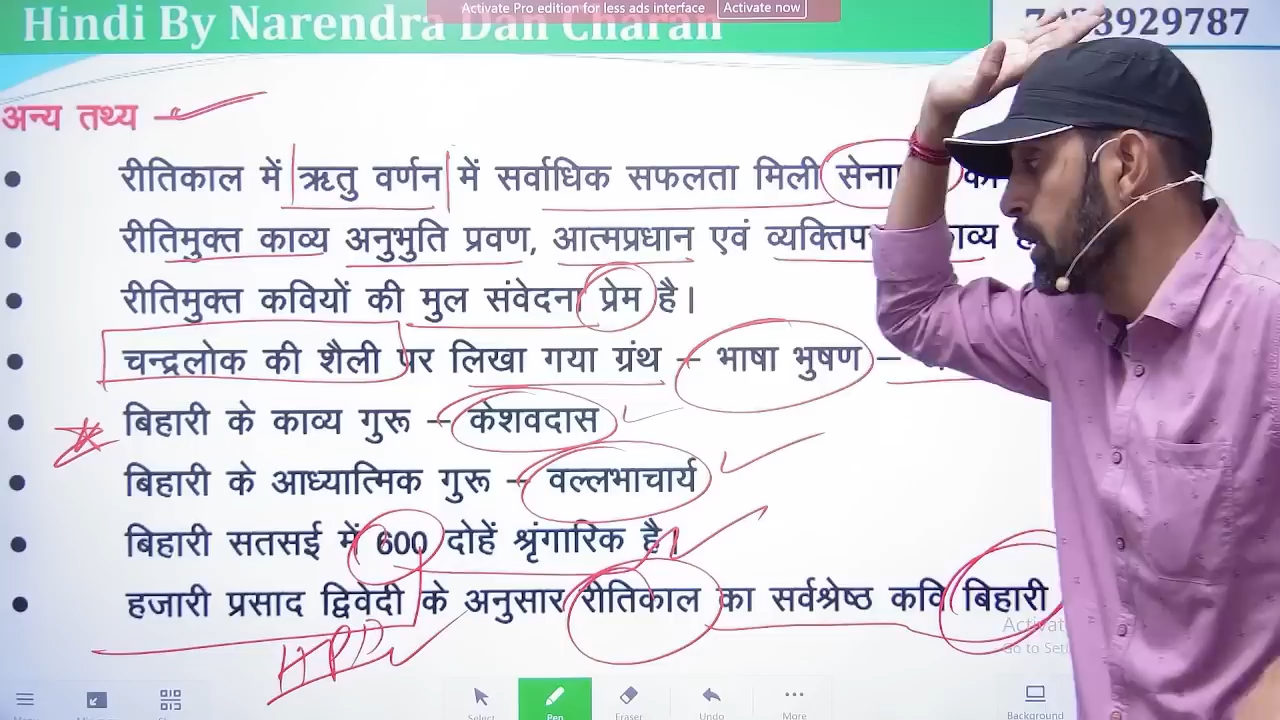 Hindi By Narendra Dan Charan
Activate Pro edition for less ads interface Activate now
3929787
अन्य तथ्य
रीतिकाल में ऋतु वर्णन में सर्वाधिक सफलता मिली
रीतिमुक्त काव्य अनुभुति प्रवण, आत्मप्रधान एवं
रीतिमुक्त कवियों की मुल संवेदना प्रेम है।
चन्द्रलोक की शैली पर लिखा गया ग्रंथ – भाषा भुषण –
बिहारी के काव्य गुरू – केशवदास
बिहारी के आध्यात्मिक गुरू – वल्लभाचार्य
बिहारी सतसई में 600 दोहें श्रृंगारिक है।
हजारी प्रसाद द्विवेदी के अनुसार रीतिकाल का सर्वश्रेष्ठ कवि बिहारी
HPD
Select Pen Eraser Undo More Background